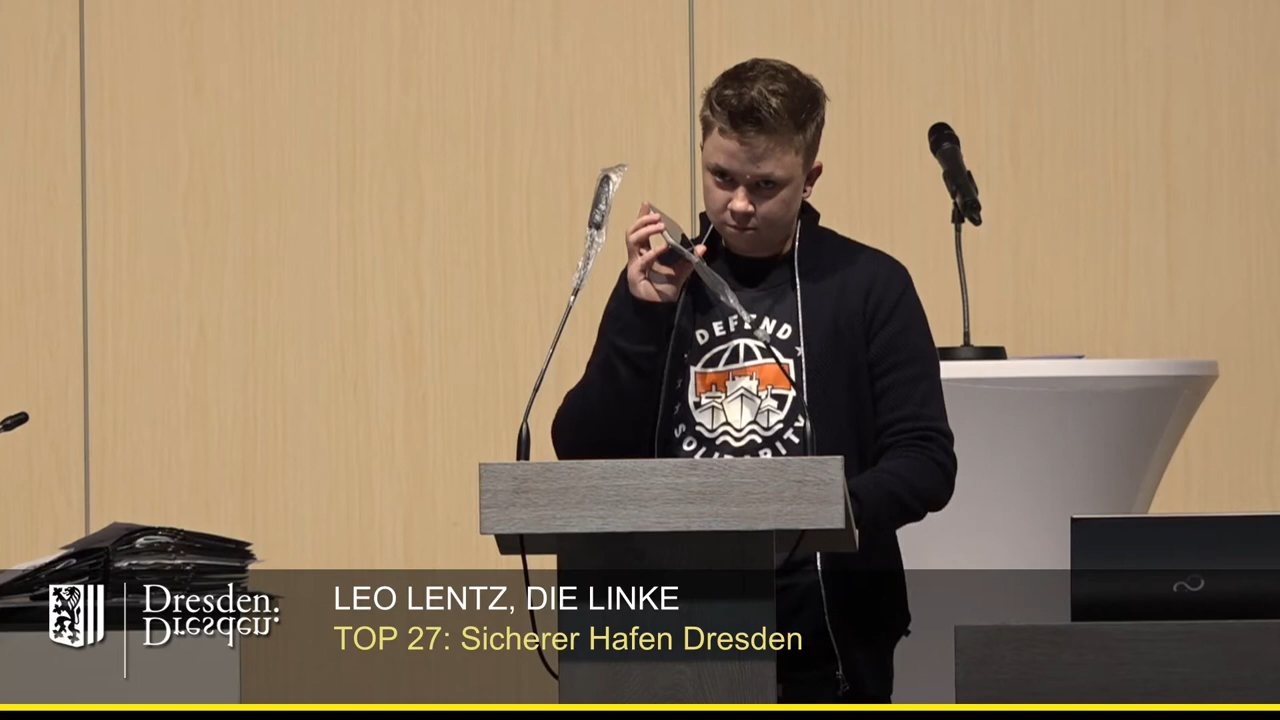 DEFEND
SOLIDARITY
Dresden.
Dresden.
LEO LENTZ, DIE LINKE
TOP 27: Sicherer Hafen Dresden